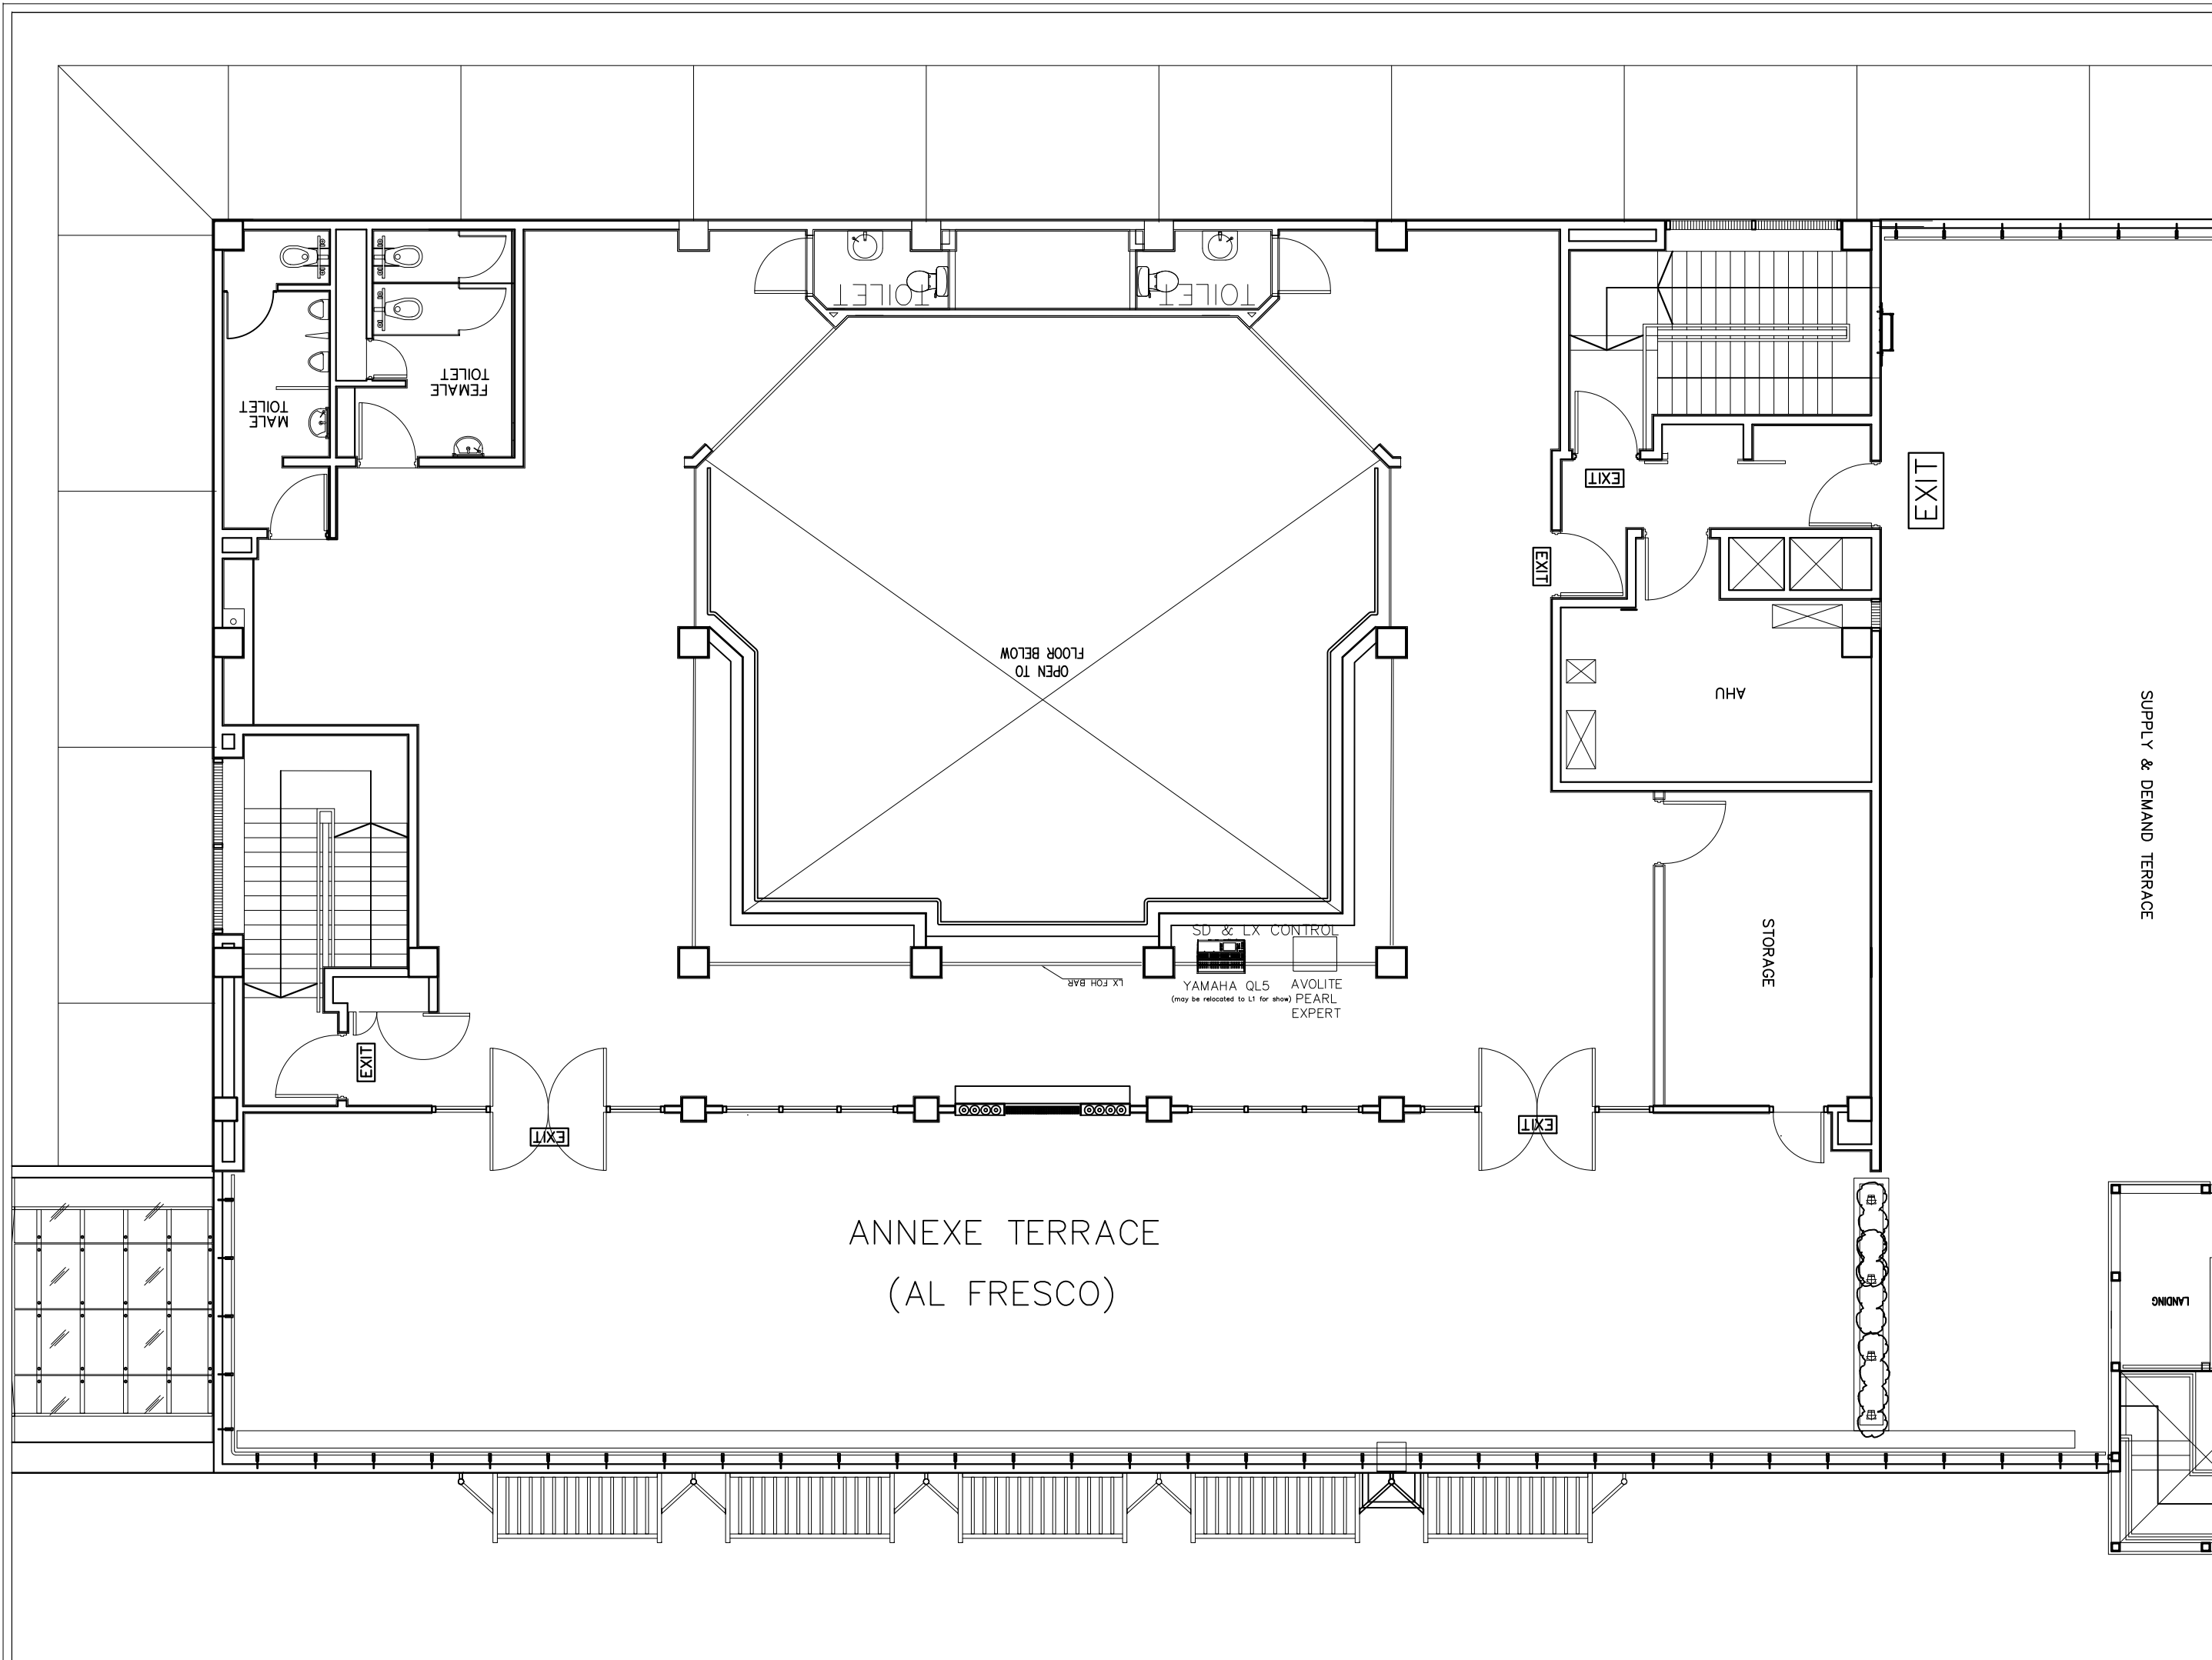 TOILET
TOILET
FEMALE
TOILET
MALE
TOILET
EXIT
EXIT
EXIT
OPEN TO
FLOOR BELOW
AHU
SUPPLY & DEMAND TERRACE
SD & LX CONTROL
STORAGE
LX FOH BAR
YAMAHA QL5
(may be relocated to L1 for show)
AVOLITE
PEARL
EXPERT
EXIT
EXIT
EXIT
ANNEXE TERRACE
(AL FRESCO)
LANDING